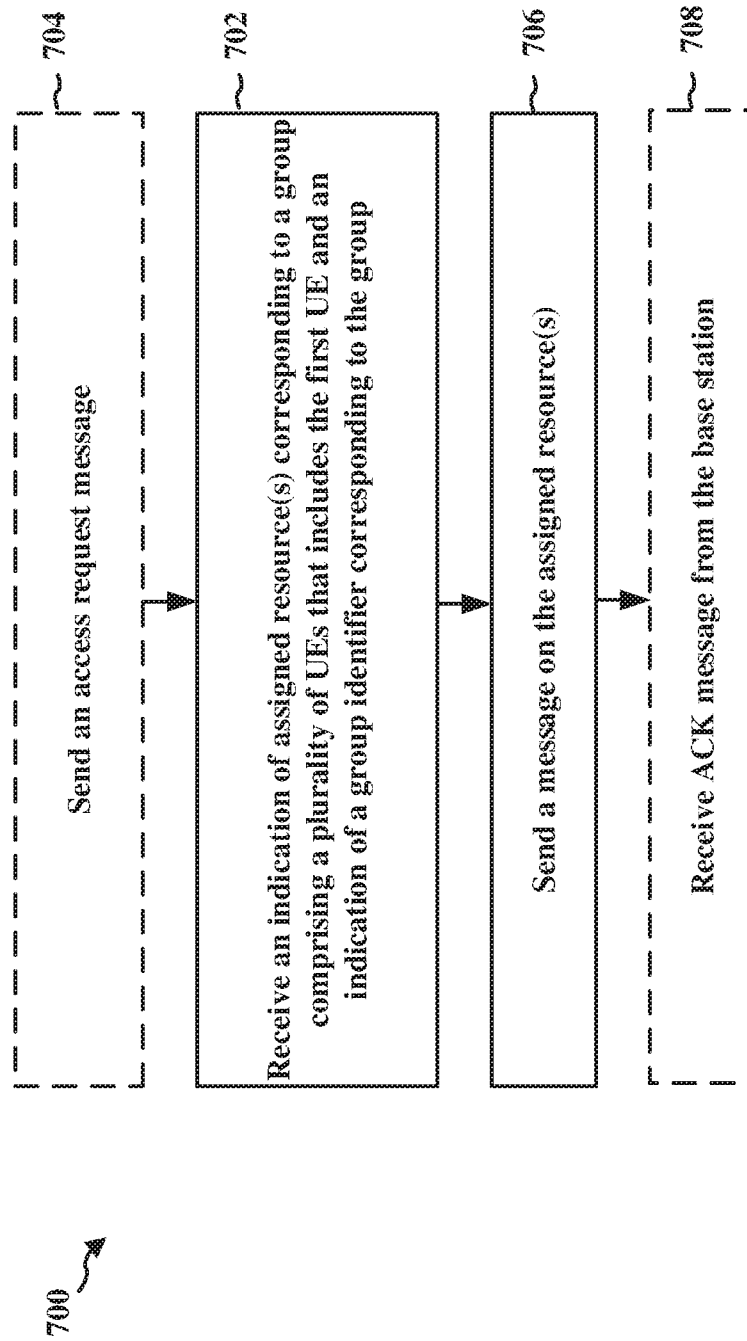 700
Send an access request message
704
Receive an indication of assigned resource(s) corresponding to a group
comprising a plurality of UEs that includes the first UE and an
indication of a group identifier corresponding to the group
702
Send a message on the assigned resource(s)
706
Receive ACK message from the base station
708